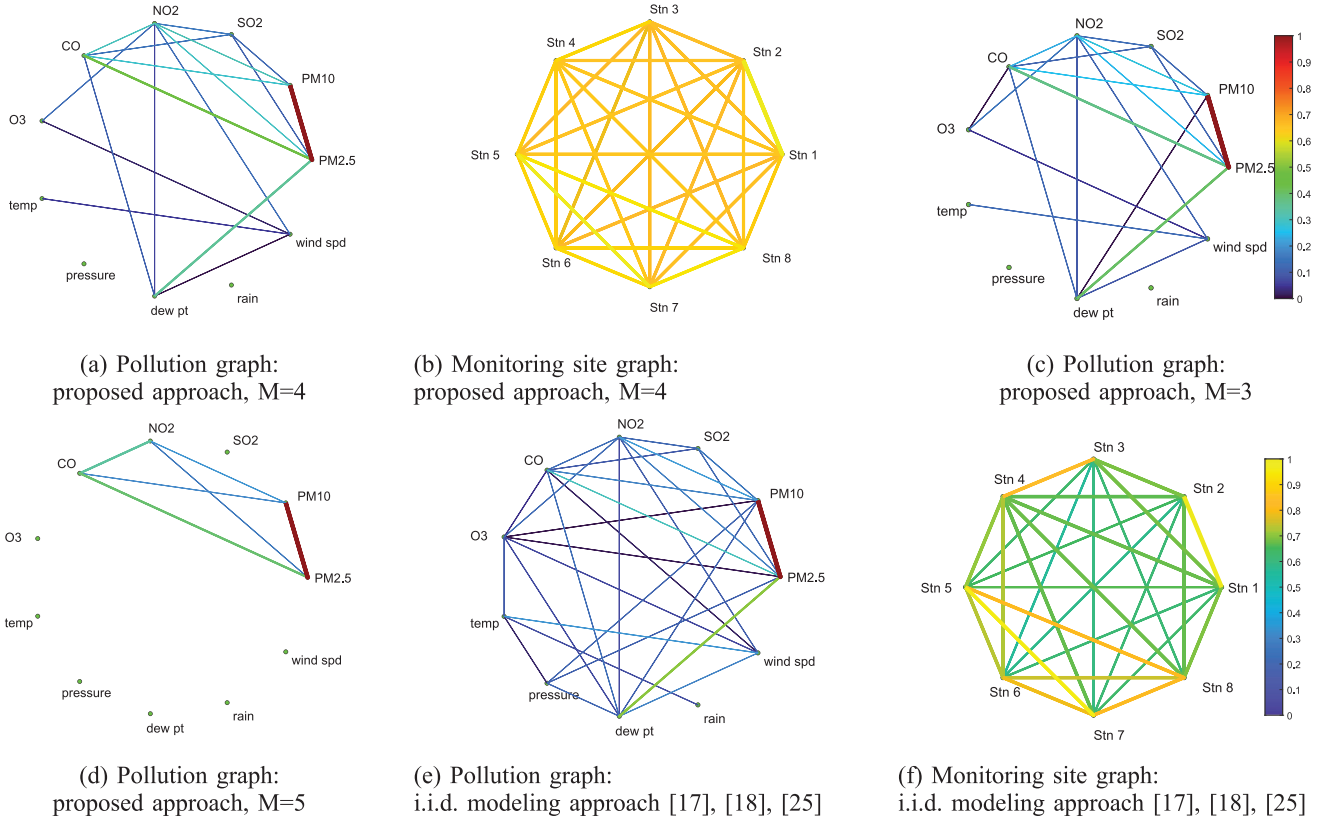 NO2
SO2
CO
PM10
O3
PM2.5
temp
wind spd
pressure
rain
dew pt
(a) Pollution graph:
proposed approach, M=4
Stn 3
Stn 4
Stn 2
Stn 5
Stn 1
Stn 6
Stn 8
Stn 7
(b) Monitoring site graph:
proposed approach, M=4
NO2
SO2
CO
PM10
O3
PM2.5
temp
wind spd
pressure
rain
dew pt
1
0.9
0.8
0.7
0.6
0.5
0.4
0.3
0.2
0.1
0
(c) Pollution graph:
proposed approach, M=3
NO2
SO2
CO
PM10
O3
PM2.5
temp
wind spd
pressure
rain
dew pt
(d) Pollution graph:
proposed approach, M=5
NO2
SO2
CO
PM10
O3
PM2.5
temp
wind spd
pressure
rain
dew pt
(e) Pollution graph:
i.i.d. modeling approach [17], [18], [25]
Stn 3
Stn 4
Stn 2
Stn 5
Stn 1
Stn 6
Stn 8
Stn 7
1
0.9
0.8
0.7
0.6
0.5
0.4
0.3
0.2
0.1
0
(f) Monitoring site graph:
i.i.d. modeling approach [17], [18], [25]